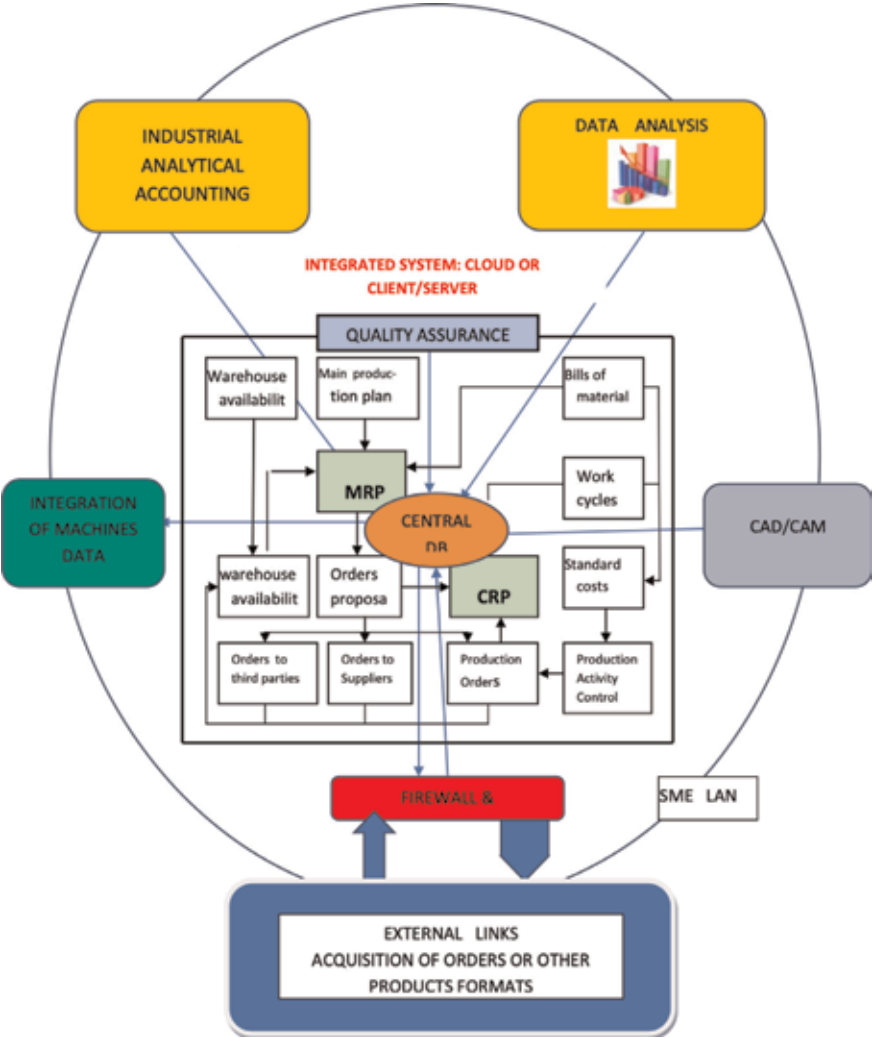 INDUSTRIAL
ANALYTICAL
ACCOUNTING
DATA ANALYSIS
INTEGRATED SYSTEM: CLOUD OR
CLIENT/SERVER
QUALITY ASSURANCE
Warehouse
availabilit
Main produc-
tion plan
Bills of
material
MRP
Work
cycles
INTEGRATION
OF MACHINES
DATA
CENTRAL
DB
CAD/CAM
warehouse
availabilit
Orders
proposa
CRP
Standard
costs
Orders to
third parties
Orders to
Suppliers
Production
Orders
Production
Activity
Control
FIREWALL &
SME LAN
EXTERNAL LINKS
ACQUISITION OF ORDERS OR OTHER
PRODUCTS FORMATS